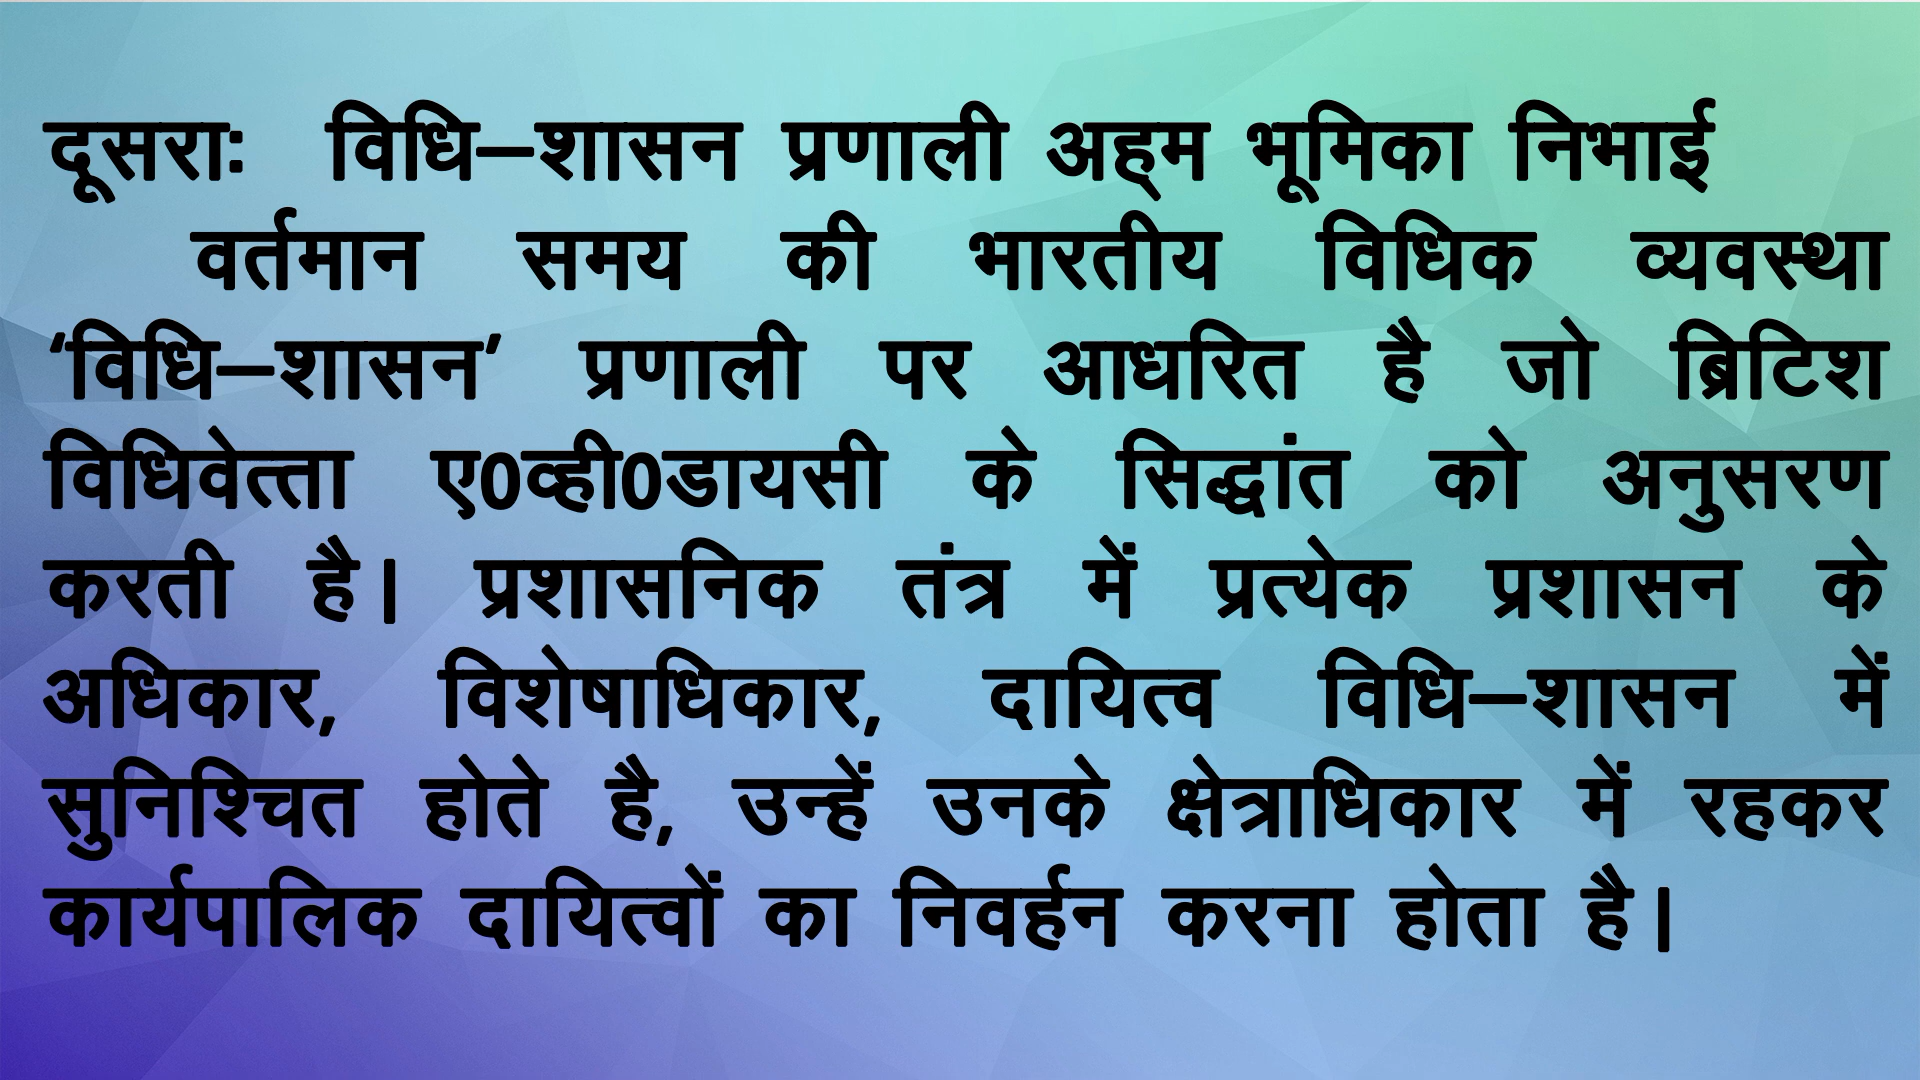 दूसराः विधि–शासन प्रणाली अह्म भूमिका निभाई
वर्तमान समय की भारतीय विधिक व्यवस्था
‘विधि–शासन’ प्रणाली पर आधरित है जो ब्रिटिश
विधिवेत्ता ए0व्ही0डायसी के सिद्धांत को अनुसरण
करती है। प्रशासनिक तंत्र में प्रत्येक प्रशासन के
अधिकार, विशेषाधिकार, दायित्व विधि–शासन में
सुनिश्चित होते है, उन्हें उनके क्षेत्राधिकार में रहकर
कार्यपालिक दायित्वों का निवर्हन करना होता है।